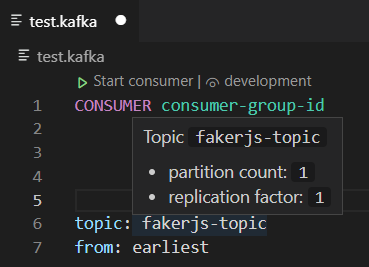 test.kafka
test.kafka
Start consumer | development
1 CONSUMER consumer-group-id
2
3
4
5
Topic fakerjs-topic
• partition count: 1
• replication factor: 1
6 topic: fakerjs-topic
7 from: earliest